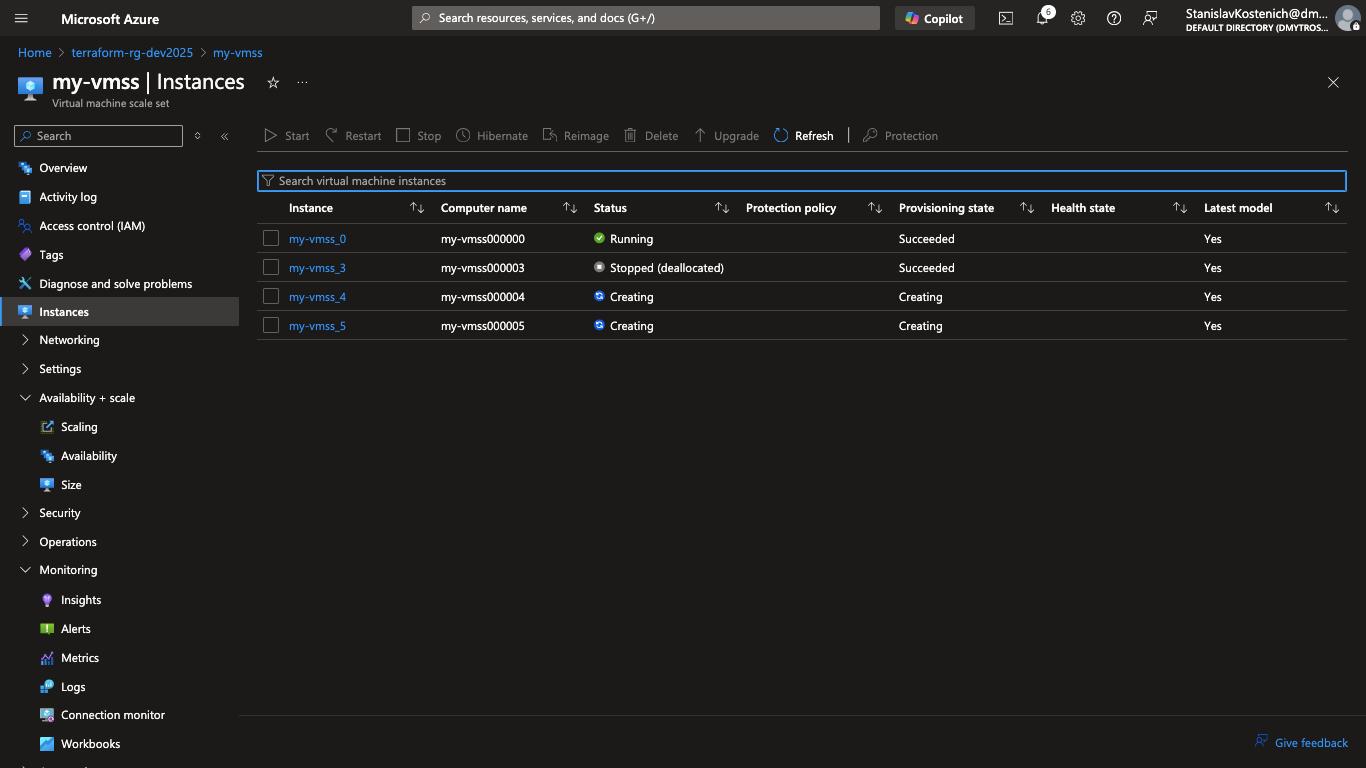 Microsoft Azure
Search resources, services, and docs (G+/)
Copilot
6
StanislavKostenich@dm...
DEFAULT DIRECTORY (DMYTROS...
Home > terraform-rg-dev2025 > my-vmss
my-vmss | Instances
Virtual machine scale set
Search
Start Restart Stop Hibernate Reimage Delete Upgrade Refresh Protection
Overview
Activity log
Access control (IAM)
Tags
Diagnose and solve problems
Instances
Networking
Settings
Availability + scale
Scaling
Availability
Size
Security
Operations
Monitoring
Insights
Alerts
Metrics
Logs
Connection monitor
Workbooks
Search virtual machine instances
Instance Computer name Status Protection policy Provisioning state Health state Latest model
my-vmss_0 my-vmss000000 Running Succeeded Yes
my-vmss_3 my-vmss000003 Stopped (deallocated) Succeeded Yes
my-vmss_4 my-vmss000004 Creating Creating Yes
my-vmss_5 my-vmss000005 Creating Creating Yes
Give feedback